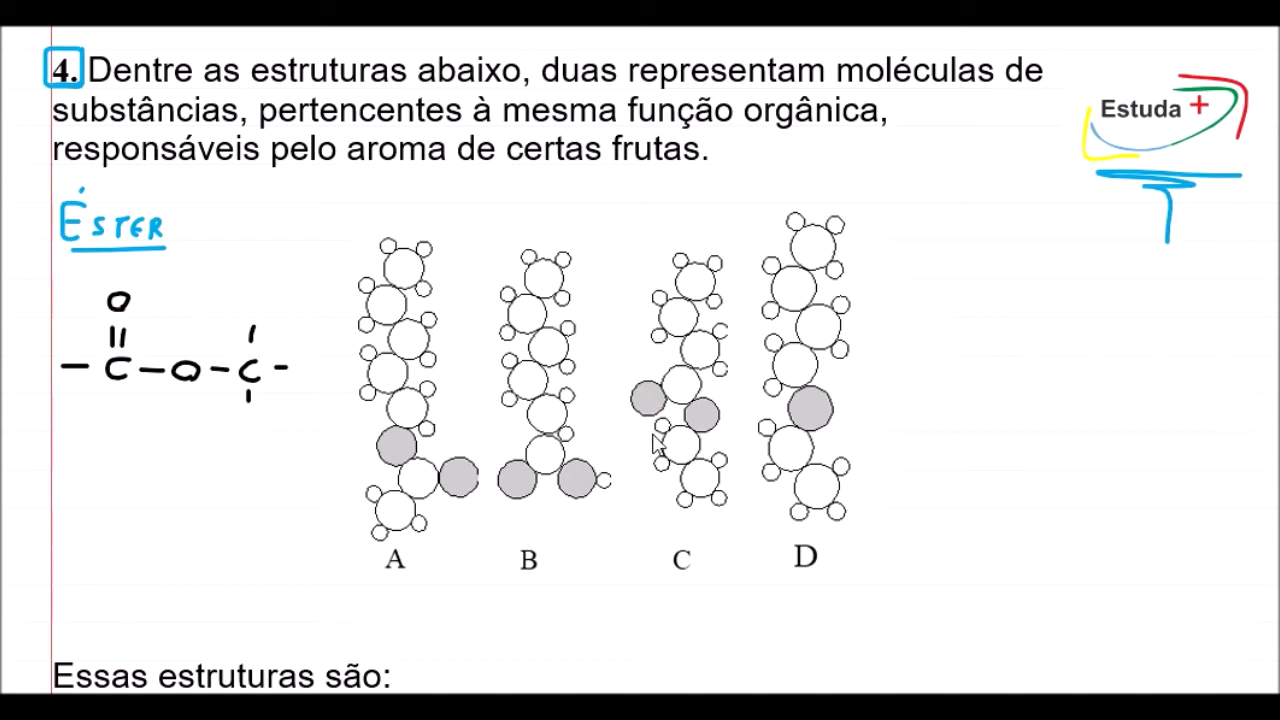 4. Dentre as estruturas abaixo, duas representam moléculas de
substâncias, pertencentes à mesma função orgânica,
responsáveis pelo aroma de certas frutas.
Estuda +
ÉSTER
O
||
– C – O – C –
A B C D
Essas estruturas são: